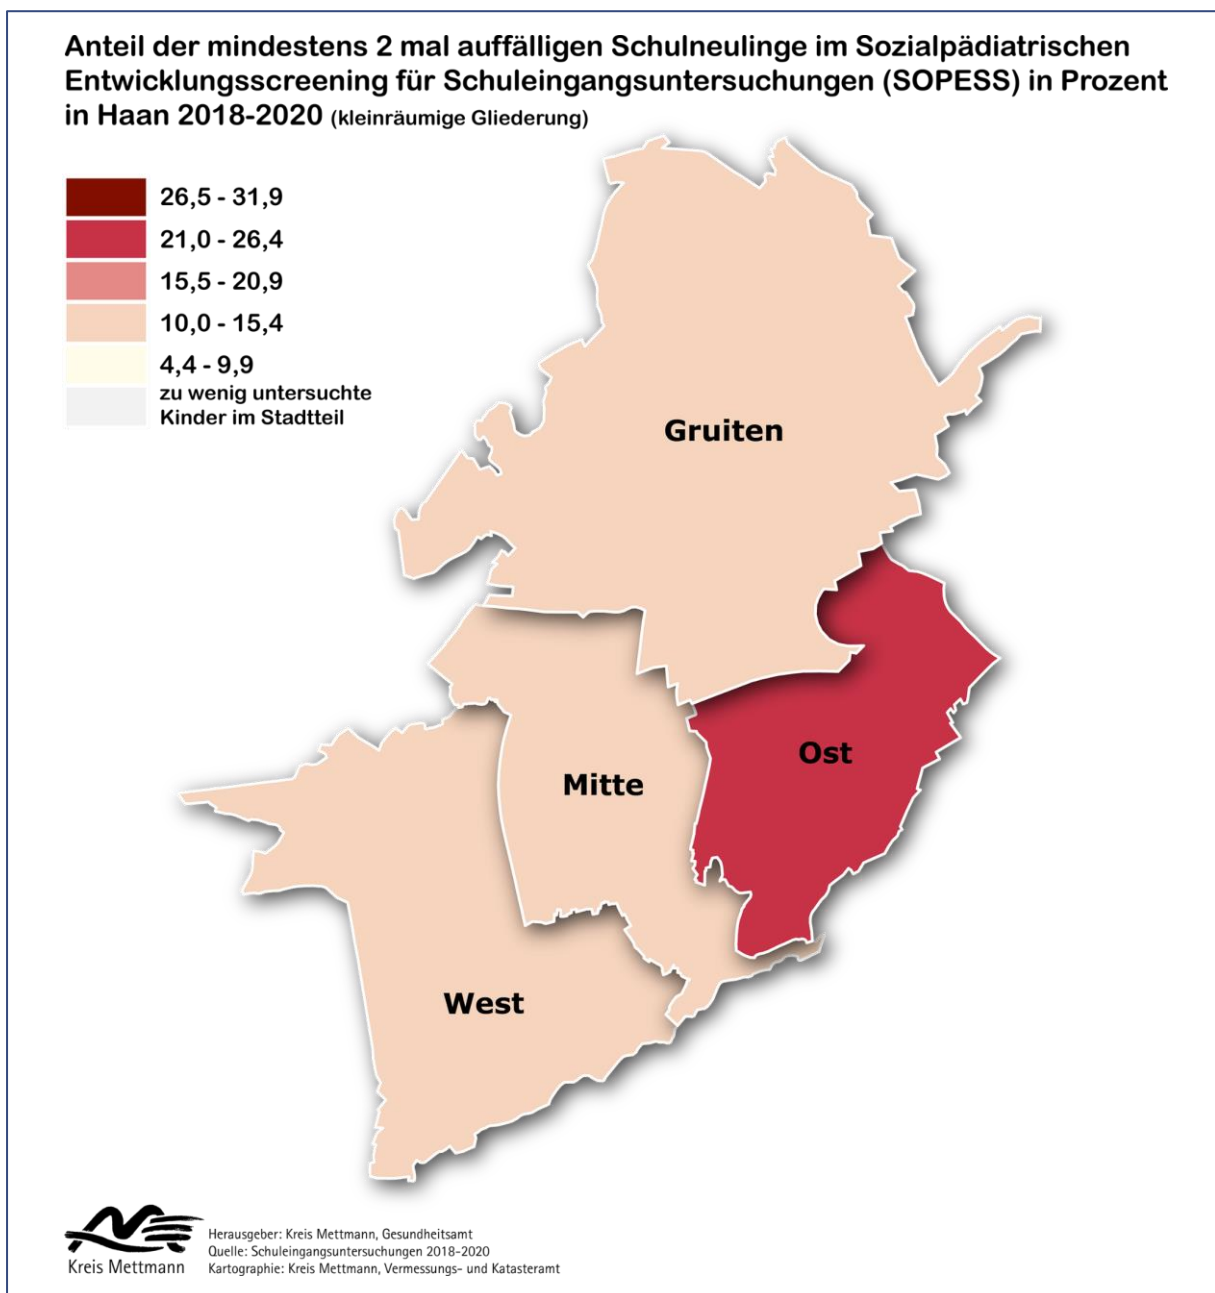 Anteil der mindestens 2 mal auffälligen Schulneulinge im Sozialpädiatrischen
Entwicklungsscreening für Schuleingangsuntersuchungen (SOPESS) in Prozent
in Haan 2018-2020 (kleinräumige Gliederung)
26,5 - 31,9
21,0 - 26,4
15,5 - 20,9
10,0 - 15,4
4,4 - 9,9
zu wenig untersuchte
Kinder im Stadtteil
Gruiten
Ost
Mitte
West
Kreis Mettmann
Herausgeber: Kreis Mettmann, Gesundheitsamt
Quelle: Schuleingangsuntersuchungen 2018-2020
Kartographie: Kreis Mettmann, Vermessungs- und Katasteramt